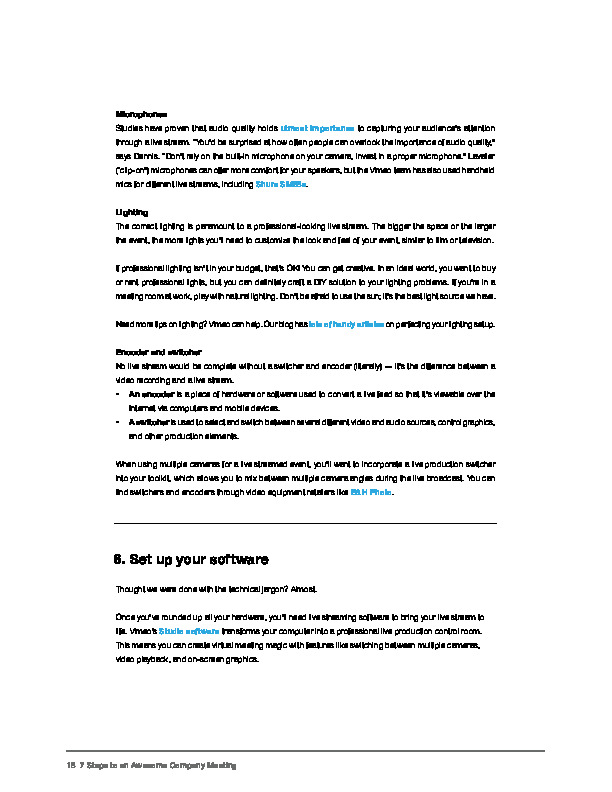 Microphones
Studies have proven that audio quality holds utmost importance to capturing your audience's attention
through a live stream. "You'd be surprised at how often people can overlook the importance of audio quality,"
says Dennis. "Don't rely on the built-in microphone on your camera, invest in a proper microphone." Lavalier
("clip-on") microphones can offer more comfort for your speakers, but the Vimeo team has also used handheld
mics for different live streams, including Shure SM58s.
Lighting
The correct lighting is paramount to a professional-looking live stream. The bigger the space or the larger
the event, the more lights you'll need to customize the look and feel of your event, similar to film or television.
If professional lighting isn't in your budget, that's OK! You can get creative. In an ideal world, you want to buy
or rent professional lights, but you can definitely craft a DIY solution to your lighting problems. If you're in a
meeting room at work, play with natural lighting. Don't be afraid to use the sun; it's the best light source we have.
Need more tips on lighting? Vimeo can help. Our blog has lots of handy articles on perfecting your lighting setup.
Encoder and switcher
No live stream would be complete without a switcher and encoder (literally) — it's the difference between a
video recording and a live stream.
• An encoder is a piece of hardware or software used to convert a live feed so that it's viewable over the
internet via computers and mobile devices.
• A switcher is used to select and switch between several different video and audio sources, control graphics,
and other production elements.
When using multiple cameras for a live streamed event, you'll want to incorporate a live production switcher
into your toolkit, which allows you to mix between multiple camera angles during the live broadcast. You can
find switchers and encoders through video equipment retailers like B&H Photo.
6. Set up your software
Thought we were done with the technical jargon? Almost.
Once you've rounded up all your hardware, you'll need live streaming software to bring your live stream to
life. Vimeo's Studio software transforms your computer into a professional live production control room.
This means you can create virtual meeting magic with features like switching between multiple cameras,
video playback, and on-screen graphics.
15 7 Steps to an Awesome Company Meeting